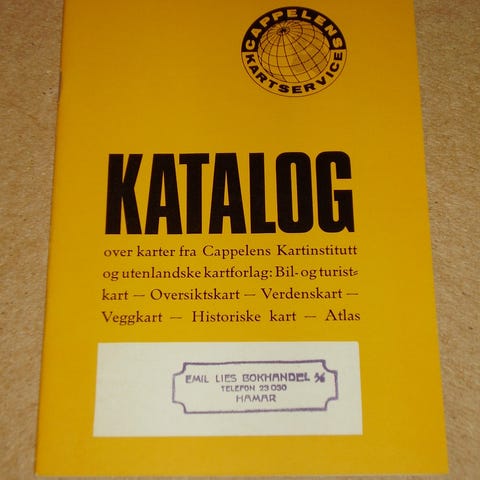 CAPPELENS
KARTSERVICE
KATALOG
over karter fra Cappelens Kartinstitutt
og utenlandske kartforlag: Bil- og turist-
kart — Oversiktskart — Verdenskart —
Veggkart — Historiske kart — Atlas
EMIL LIES BOKHANDEL A/S
TELEFON 23 030
HAMAR